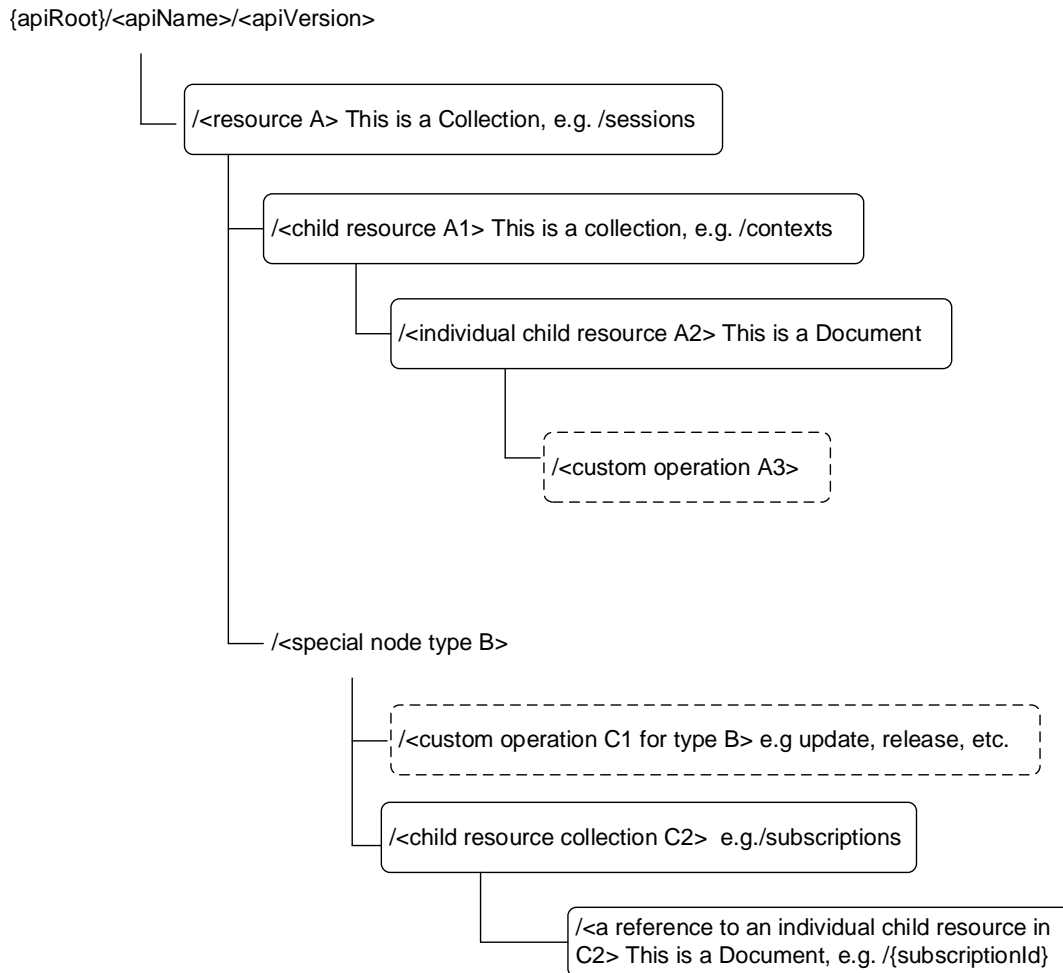 {apiRoot}/<apiName>/<apiVersion>
/<resource A> This is a Collection, e.g. /sessions
/<child resource A1> This is a collection, e.g. /contexts
/<individual child resource A2> This is a Document
/<custom operation A3>
/<special node type B>
/<custom operation C1 for type B> e.g update, release, etc.
/<child resource collection C2>  e.g./subscriptions
/<a reference to an individual child resource in
C2> This is a Document, e.g. /{subscriptionId}